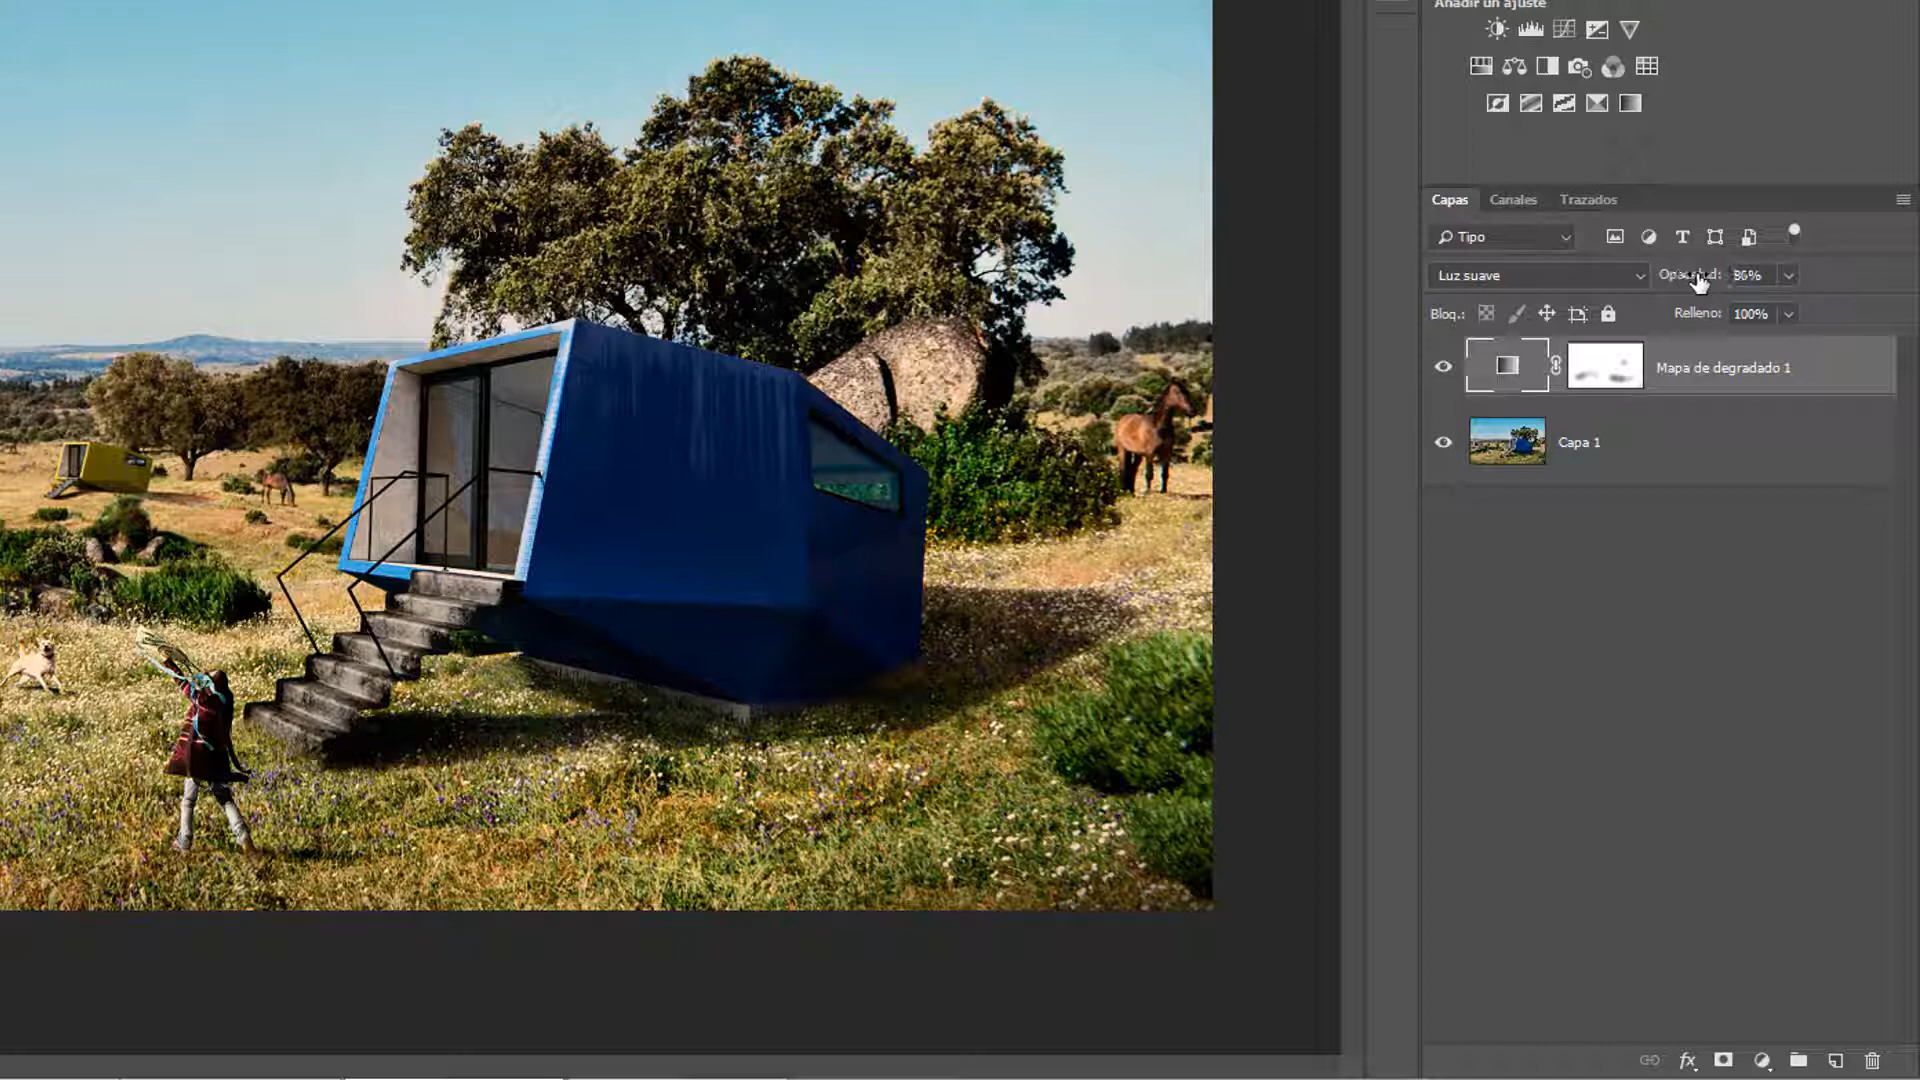 Añadir un ajuste
Capas Canales Trazados
Tipo
Luz suave
86%
Bloq.:
Relleno: 100%
Mapa de degradado 1
Capa 1
fx